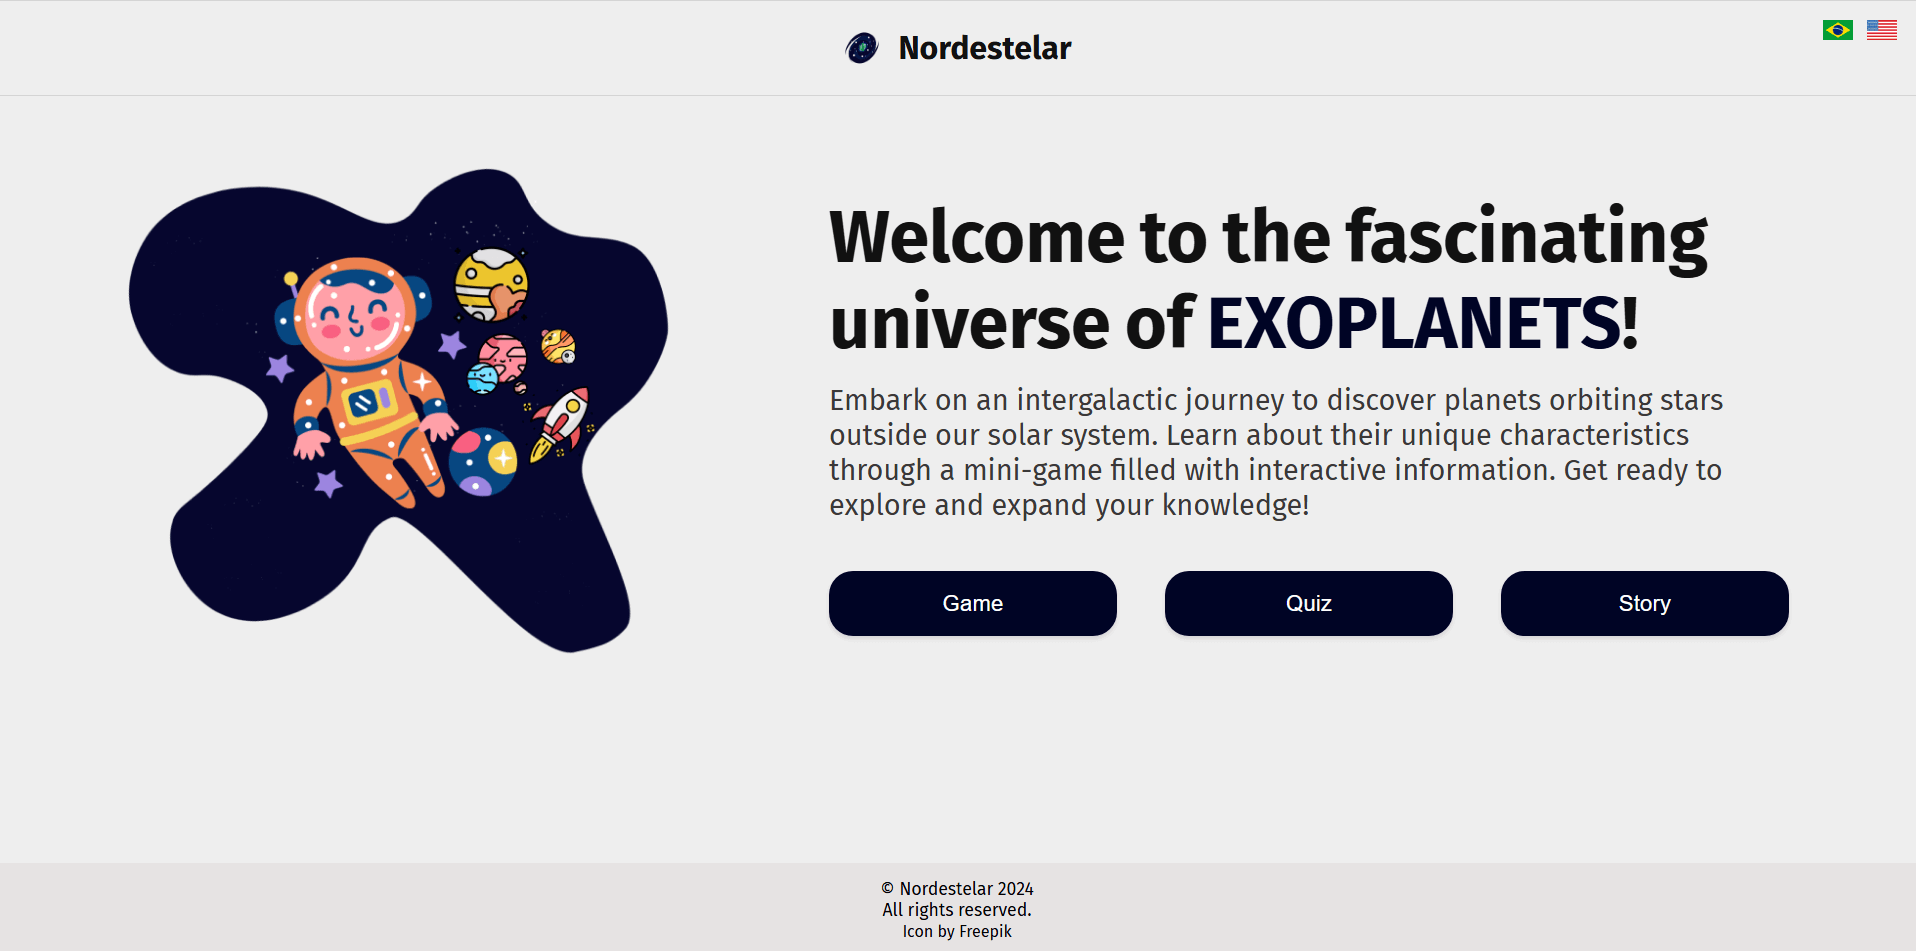 Nordestelar
Welcome to the fascinating
universe of EXOPLANETS!
Embark on an intergalactic journey to discover planets orbiting stars
outside our solar system. Learn about their unique characteristics
through a mini-game filled with interactive information. Get ready to
explore and expand your knowledge!
Game
Quiz
Story
© Nordestelar 2024
All rights reserved.
Icon by Freepik